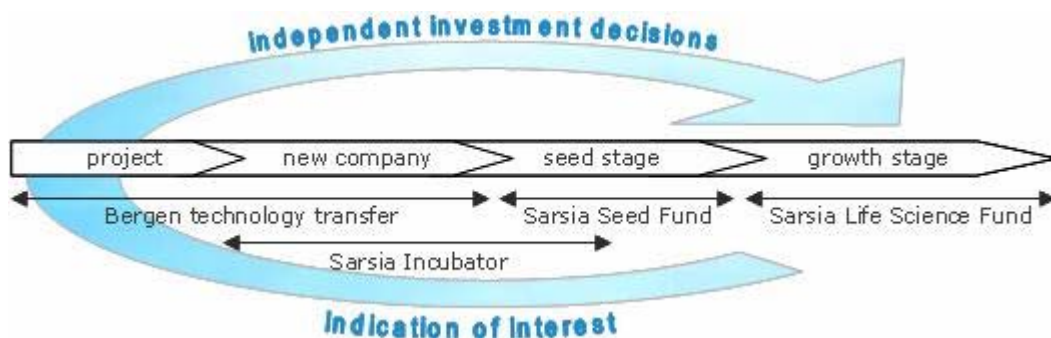 independent investment decisions
project new company seed stage growth stage
Bergen technology transfer Sarsia Seed Fund Sarsia Life Science Fund
Sarsia Incubator
indication of interest